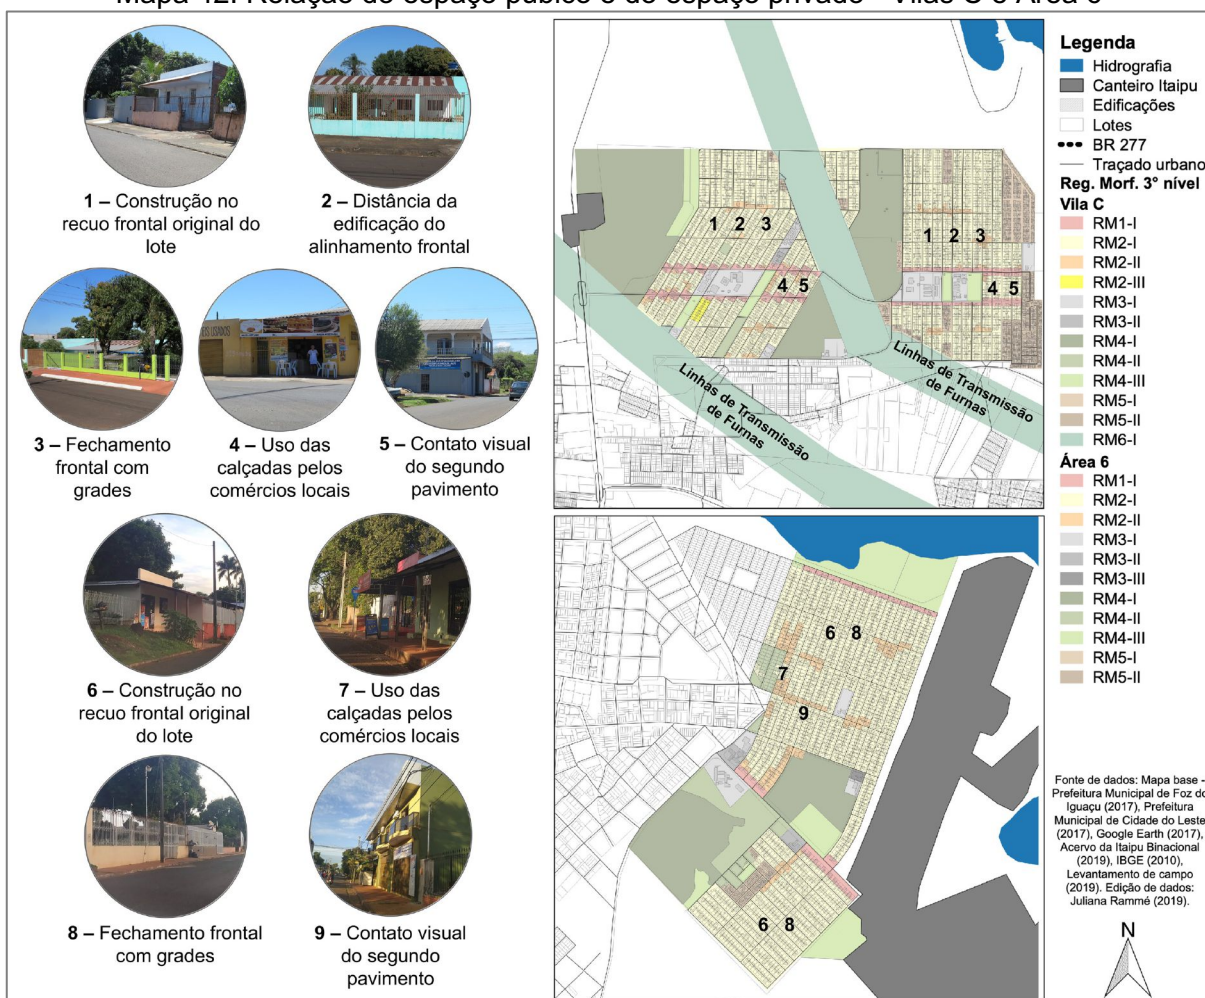 Mapa 42: Relação do espaço público e do espaço privado - Vilas C e Área 6
1 – Construção no
recuo frontal original do
lote
2 – Distância da
edificação do
alinhamento frontal
3 – Fechamento
frontal com
grades
4 – Uso das
calçadas pelos
comércios locais
5 – Contato visual
do segundo
pavimento
6 – Construção no
recuo frontal original
do lote
7 – Uso das
calçadas pelos
comércios locais
8 – Fechamento frontal
com grades
9 – Contato visual
do segundo
pavimento
1 2 3
1 2 3
4 5
4 5
Linhas de Transmissão
de Furnas
Linhas de Transmissão
de Furnas
6 8
7
9
6 8
Legenda
Hidrografia
Canteiro Itaipu
Edificações
Lotes
BR 277
Traçado urbano
Reg. Morf. 3° nível
Vila C
RM1-I
RM2-I
RM2-II
RM2-III
RM3-I
RM3-II
RM4-I
RM4-II
RM4-III
RM5-I
RM5-II
RM6-I
Área 6
RM1-I
RM2-I
RM2-II
RM3-I
RM3-II
RM3-III
RM4-I
RM4-II
RM4-III
RM5-I
RM5-II
Fonte de dados: Mapa base -
Prefeitura Municipal de Foz do
Iguaçu (2017), Prefeitura
Municipal de Cidade do Leste
(2017), Google Earth (2017),
Acervo da Itaipu Binacional
(2019), IBGE (2010),
Levantamento de campo
(2019). Edição de dados:
Juliana Rammé (2019).
N